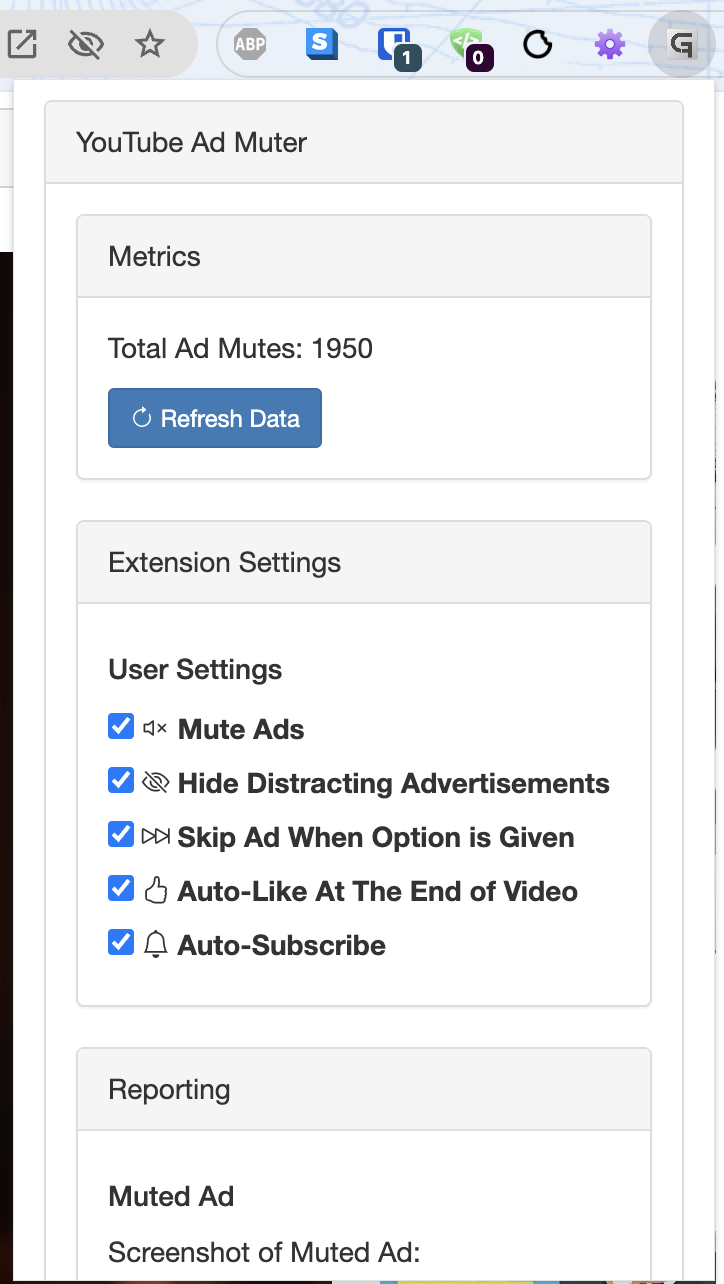 ABP
S
1
</>
0
YouTube Ad Muter
Metrics
Total Ad Mutes: 1950
Refresh Data
Extension Settings
User Settings
Mute Ads
Hide Distracting Advertisements
Skip Ad When Option is Given
Auto-Like At The End of Video
Auto-Subscribe
Reporting
Muted Ad
Screenshot of Muted Ad: